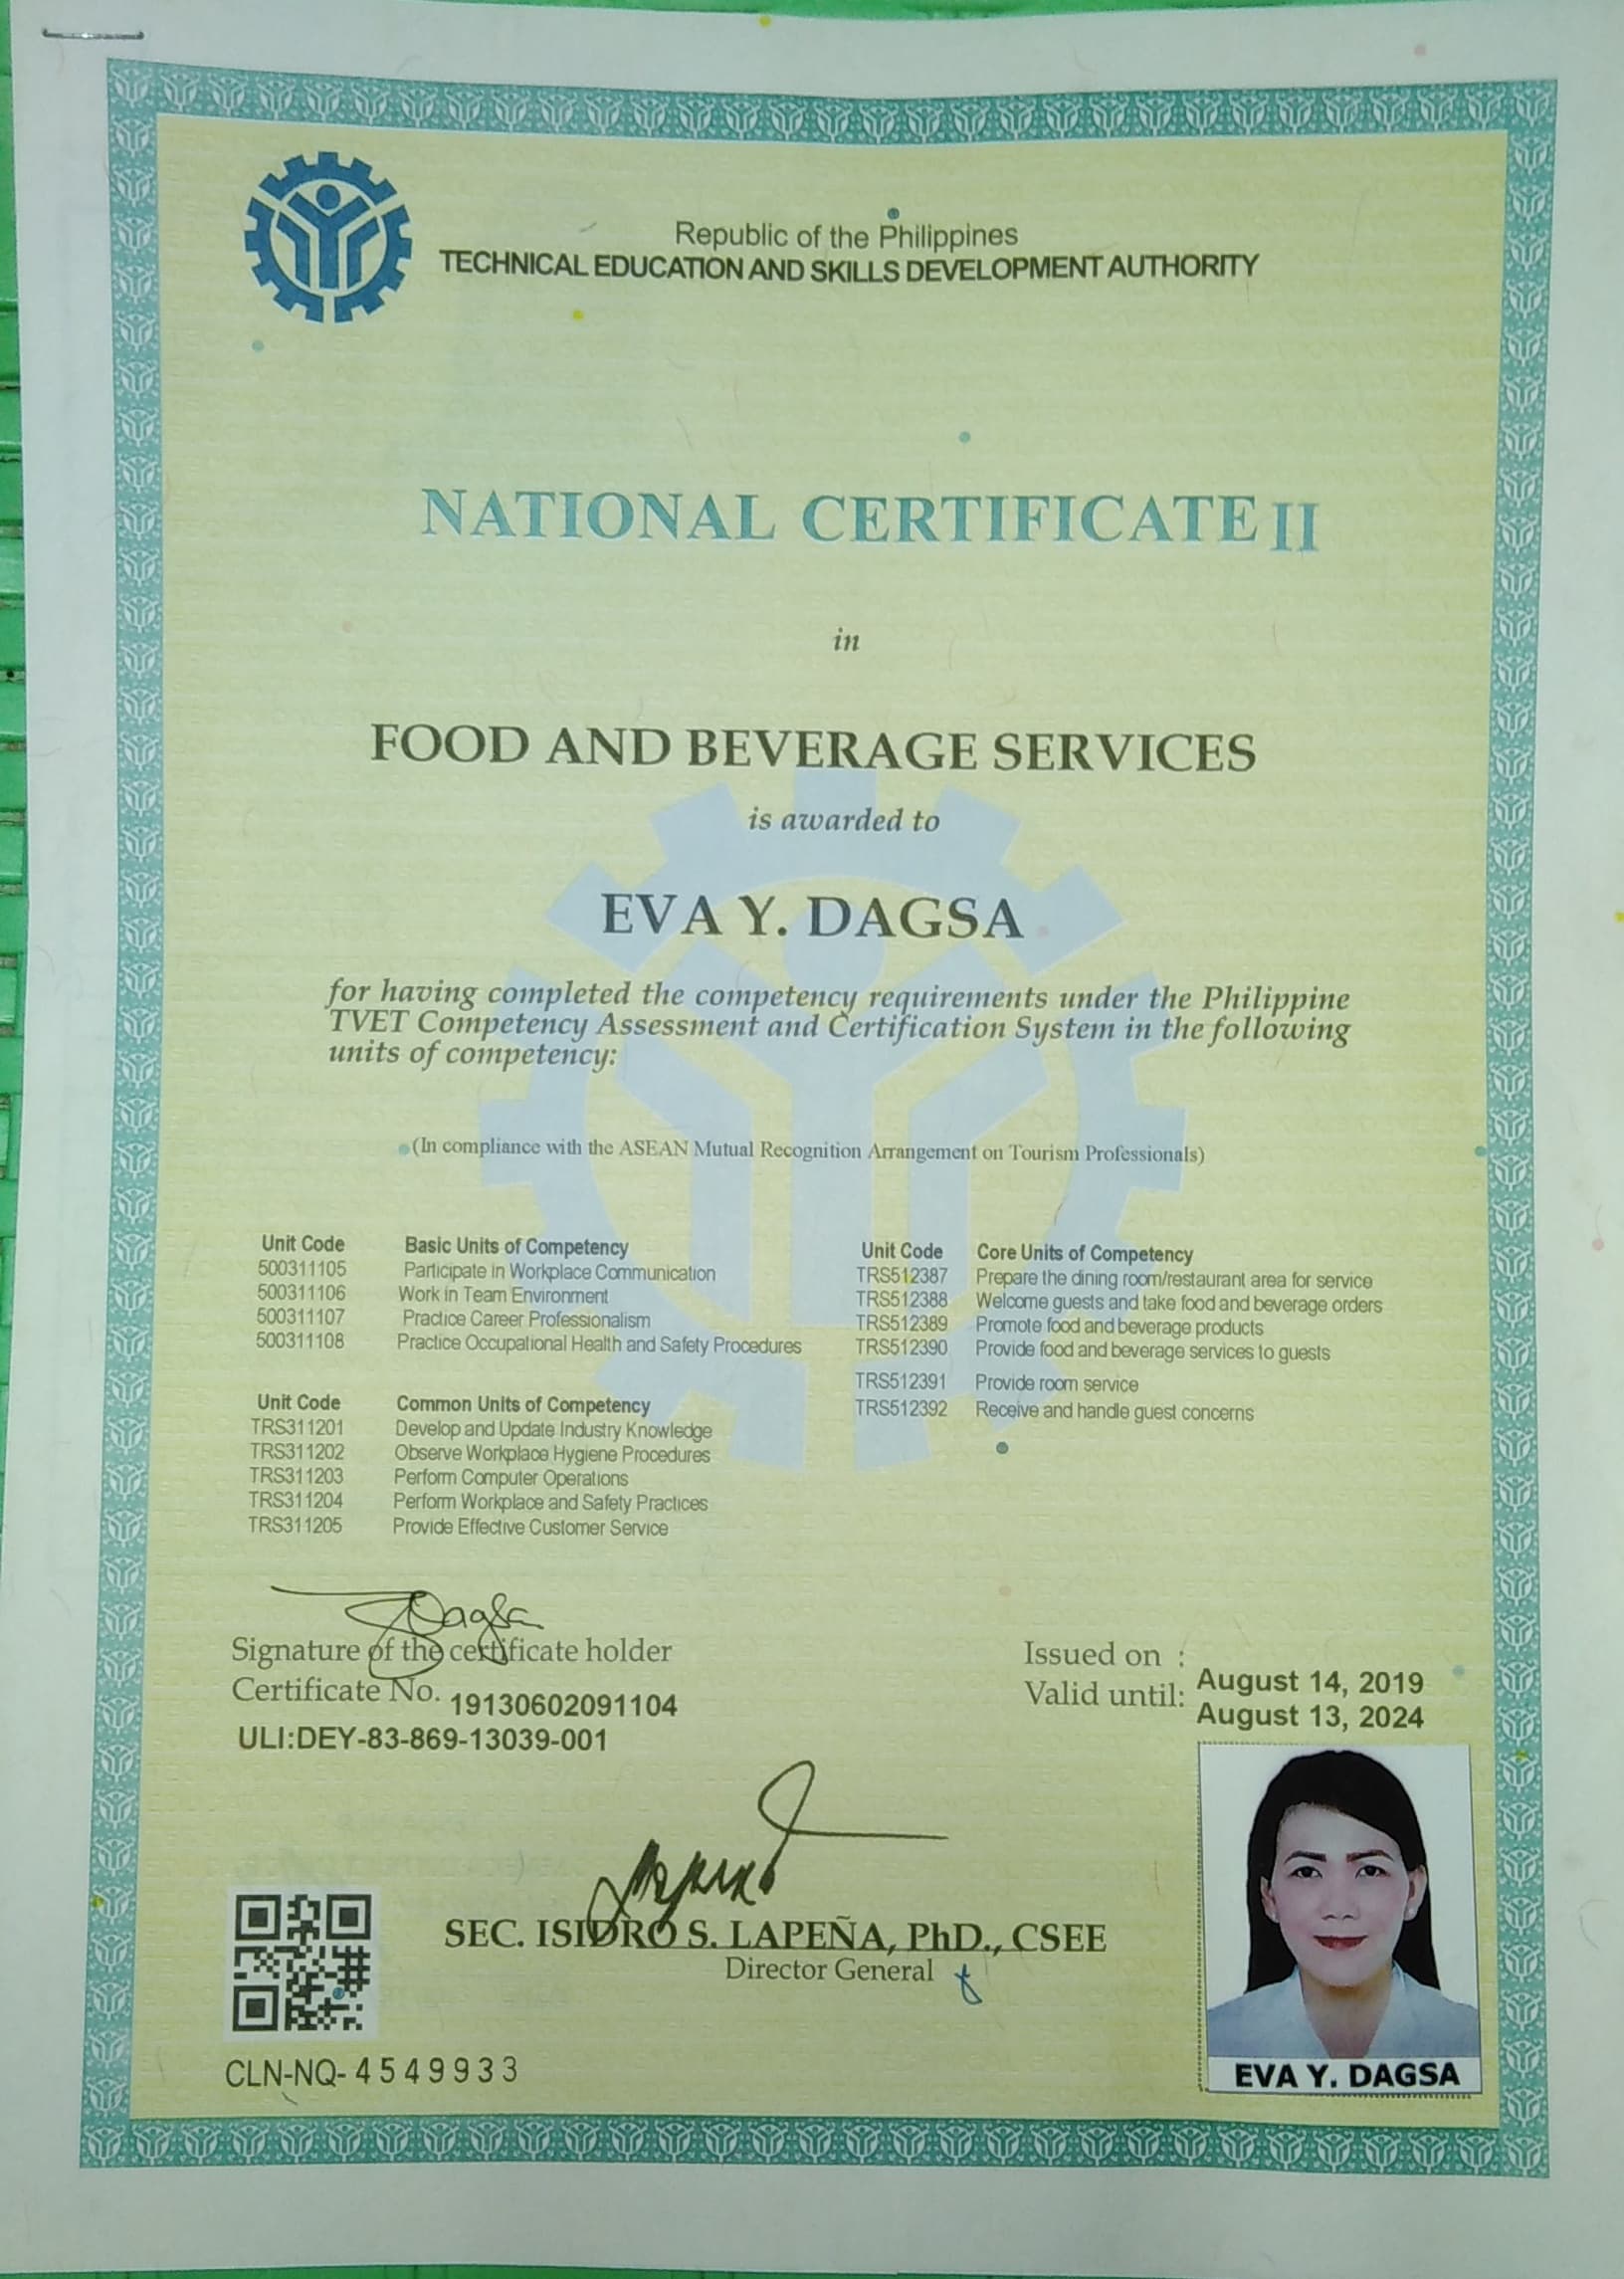 Republic of the Philippines
TECHNICAL EDUCATION AND SKILLS DEVELOPMENT AUTHORITY
NATIONAL CERTIFICATE II
in
FOOD AND BEVERAGE SERVICES
is awarded to
EVA Y. DAGSA
for having completed the competency requirements under the Philippine
TVET Competency Assessment and Certification System in the following
units of competency:
(In compliance with the ASEAN Mutual Recognition Arrangement on Tourism Professionals)
Unit Code Basic Units of Competency
500311105 Participate in Workplace Communication
500311106 Work in Team Environment
500311107 Practice Career Professionalism
500311108 Practice Occupational Health and Safety Procedures
Unit Code Common Units of Competency
TRS311201 Develop and Update Industry Knowledge
TRS311202 Observe Workplace Hygiene Procedures
TRS311203 Perform Computer Operations
TRS311204 Perform Workplace and Safety Practices
TRS311205 Provide Effective Customer Service
Unit Code Core Units of Competency
TRS512387 Prepare the dining room/restaurant area for service
TRS512388 Welcome guests and take food and beverage orders
TRS512389 Promote food and beverage products
TRS512390 Provide food and beverage services to guests
TRS512391 Provide room service
TRS512392 Receive and handle guest concerns
Dagsa
Signature of the certificate holder
Certificate No. 19130602091104
ULI:DEY-83-869-13039-001
Issued on : August 14, 2019
Valid until: August 13, 2024
SEC. ISIDRO S. LAPEÑA, PhD., CSEE
Director General
CLN-NQ- 4549933
EVA Y. DAGSA